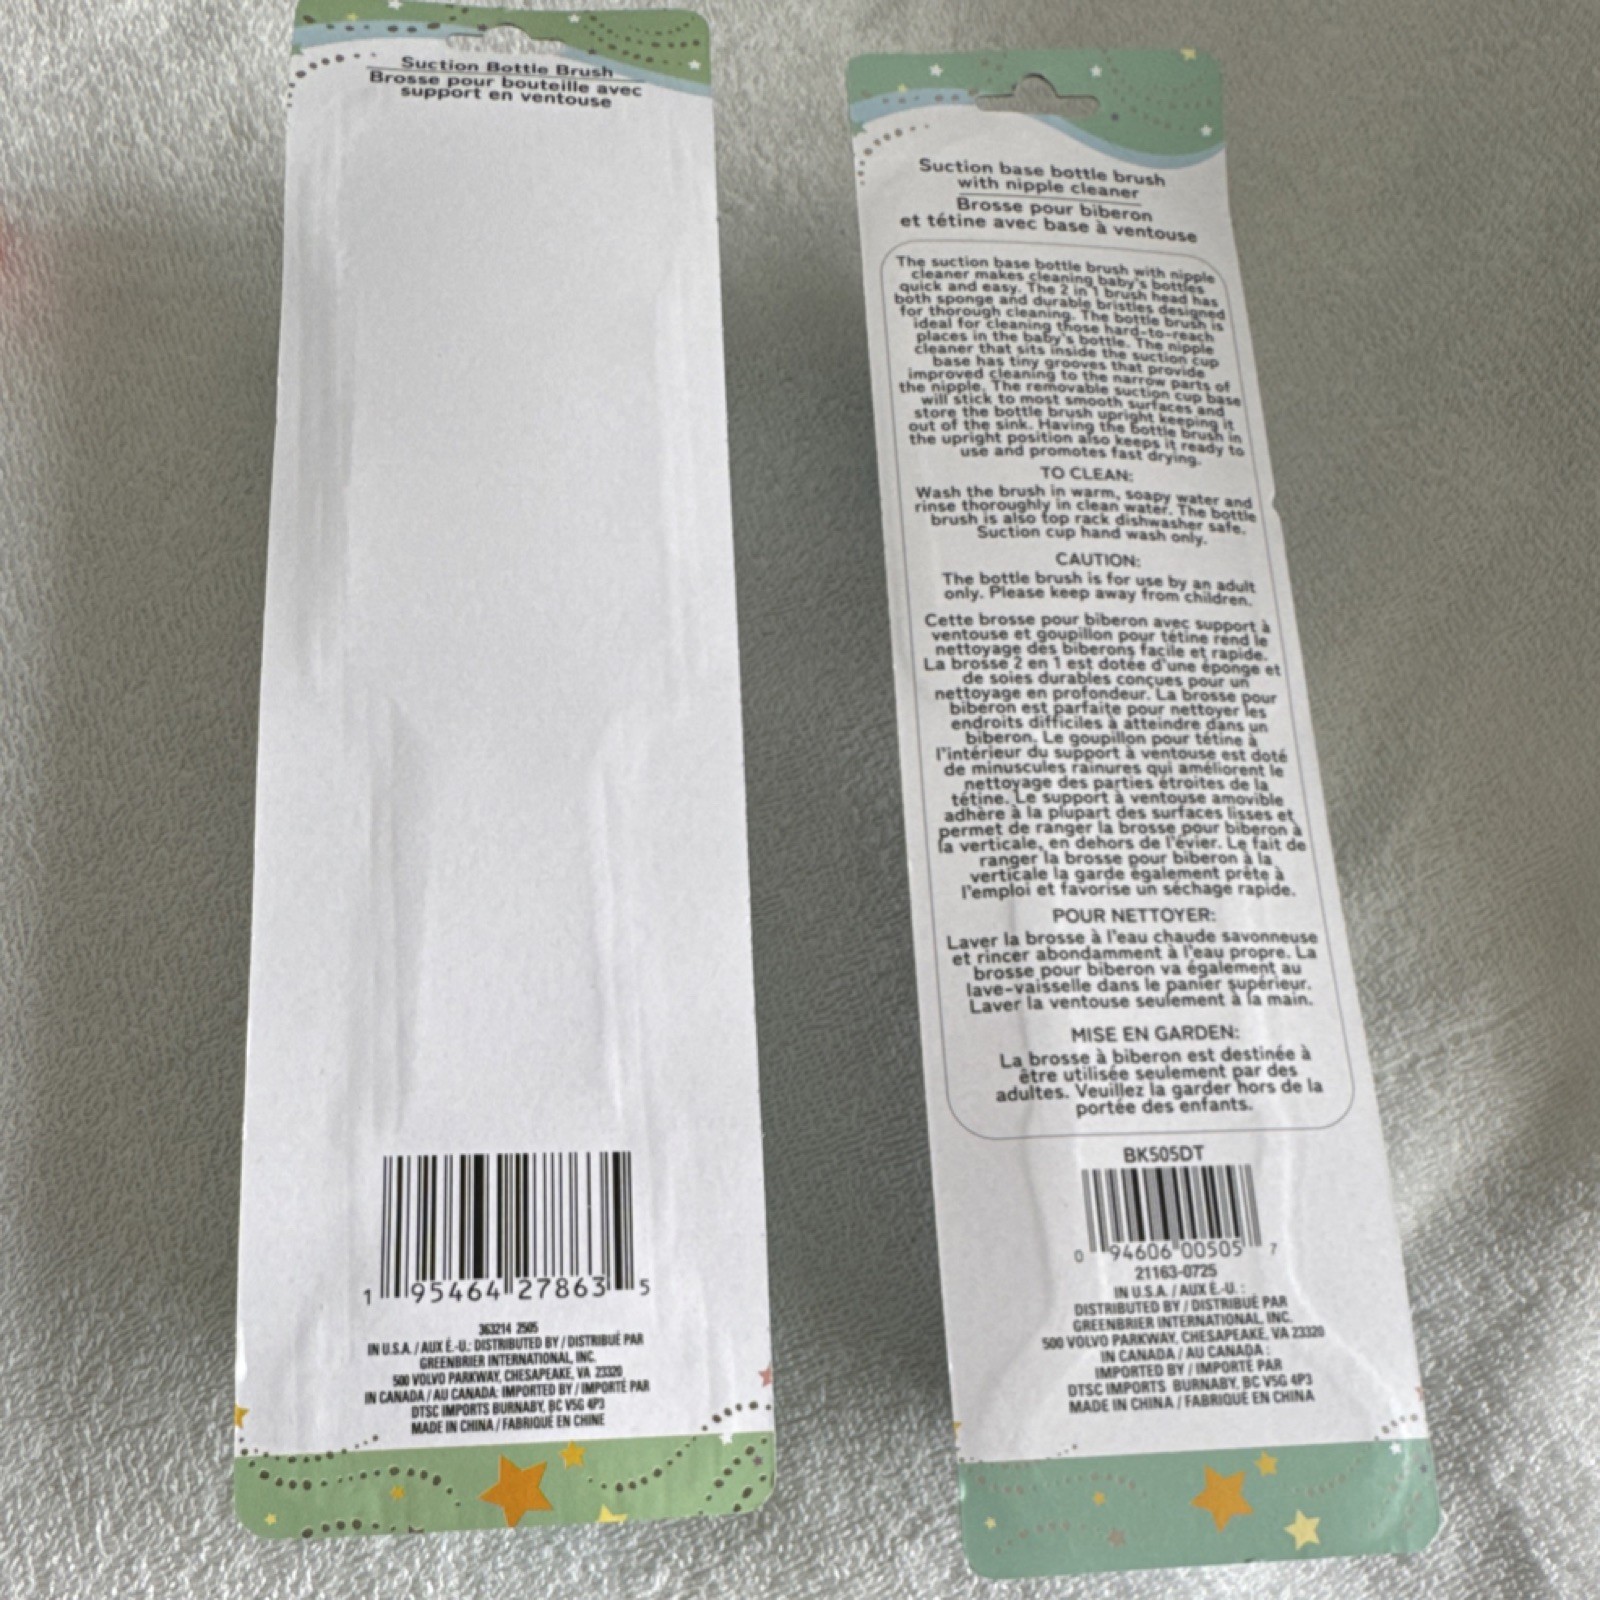 Suction Bottle Brush
Brosse pour bouteille avec
support en ventouse
1 95464 27863 5
363214 2505
IN U.S.A. / AUX É.-U.: DISTRIBUTED BY / DISTRIBUÉ PAR
GREENBRIER INTERNATIONAL, INC.
500 VOLVO PARKWAY, CHESAPEAKE, VA 23320
IN CANADA / AU CANADA: IMPORTED BY / IMPORTÉ PAR
DTSC IMPORTS BURNABY, BC V5G 4P3
MADE IN CHINA / FABRIQUÉ EN CHINE
Suction base bottle brush
with nipple cleaner
Brosse pour biberon
et tétine avec base à ventouse
The suction base bottle brush with nipple
cleaner makes cleaning baby's bottles
quick and easy. The 2 in 1 brush head has
both sponge and durable bristles designed
for thorough cleaning. The bottle brush is
ideal for cleaning those hard-to-reach
places in the baby's bottle. The nipple
cleaner that sits inside the suction cup
base has tiny grooves that provide
improved cleaning to the narrow parts of
the nipple. The removable suction cup base
will stick to most smooth surfaces and
store the bottle brush upright keeping it
out of the sink. Having the bottle brush in
the upright position also keeps it ready to
use and promotes fast drying.
TO CLEAN:
Wash the brush in warm, soapy water and
rinse thoroughly in clean water. The bottle
brush is also top rack dishwasher safe.
Suction cup hand wash only.
CAUTION:
The bottle brush is for use by an adult
only. Please keep away from children.
Cette brosse pour biberon avec support à
ventouse et goupillon pour tétine rend le
nettoyage des biberons facile et rapide.
La brosse 2 en 1 est dotée d'une éponge et
de soies durables conçues pour un
nettoyage en profondeur. La brosse pour
biberon est parfaite pour nettoyer les
endroits difficiles à atteindre dans un
biberon. Le goupillon pour tétine à
l'intérieur du support à ventouse est doté
de minuscules rainures qui améliorent le
nettoyage des parties étroites de la
tétine. Le support à ventouse amovible
adhère à la plupart des surfaces lisses et
permet de ranger la brosse pour biberon à
la verticale, en dehors de l'évier. Le fait de
ranger la brosse pour biberon à la
verticale la garde également prête à
l'emploi et favorise un séchage rapide.
POUR NETTOYER:
Laver la brosse à l'eau chaude savonneuse
et rincer abondamment à l'eau propre. La
brosse pour biberon va également au
lave-vaisselle dans le panier supérieur.
Laver la ventouse seulement à la main.
MISE EN GARDEN:
La brosse à biberon est destinée à
être utilisée seulement par des
adultes. Veuillez la garder hors de la
portée des enfants.
BK505DT
0 94606 00505 7
21163-0725
IN U.S.A. / AUX É.-U. :
DISTRIBUTED BY / DISTRIBUÉ PAR
GREENBRIER INTERNATIONAL, INC.
500 VOLVO PARKWAY, CHESAPEAKE, VA 23320
IN CANADA / AU CANADA :
IMPORTED BY / IMPORTÉ PAR
DTSC IMPORTS BURNABY, BC V5G 4P3
MADE IN CHINA / FABRIQUÉ EN CHINA